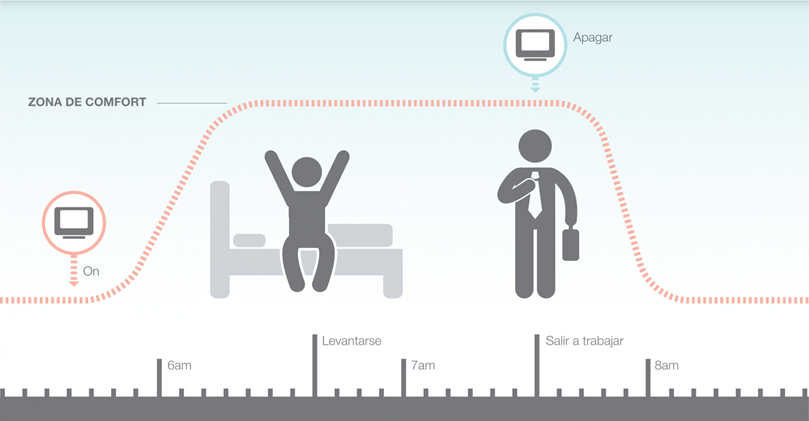 Apagar
ZONA DE COMFORT
On
Levantarse
Salir a trabajar
6am
7am
8am